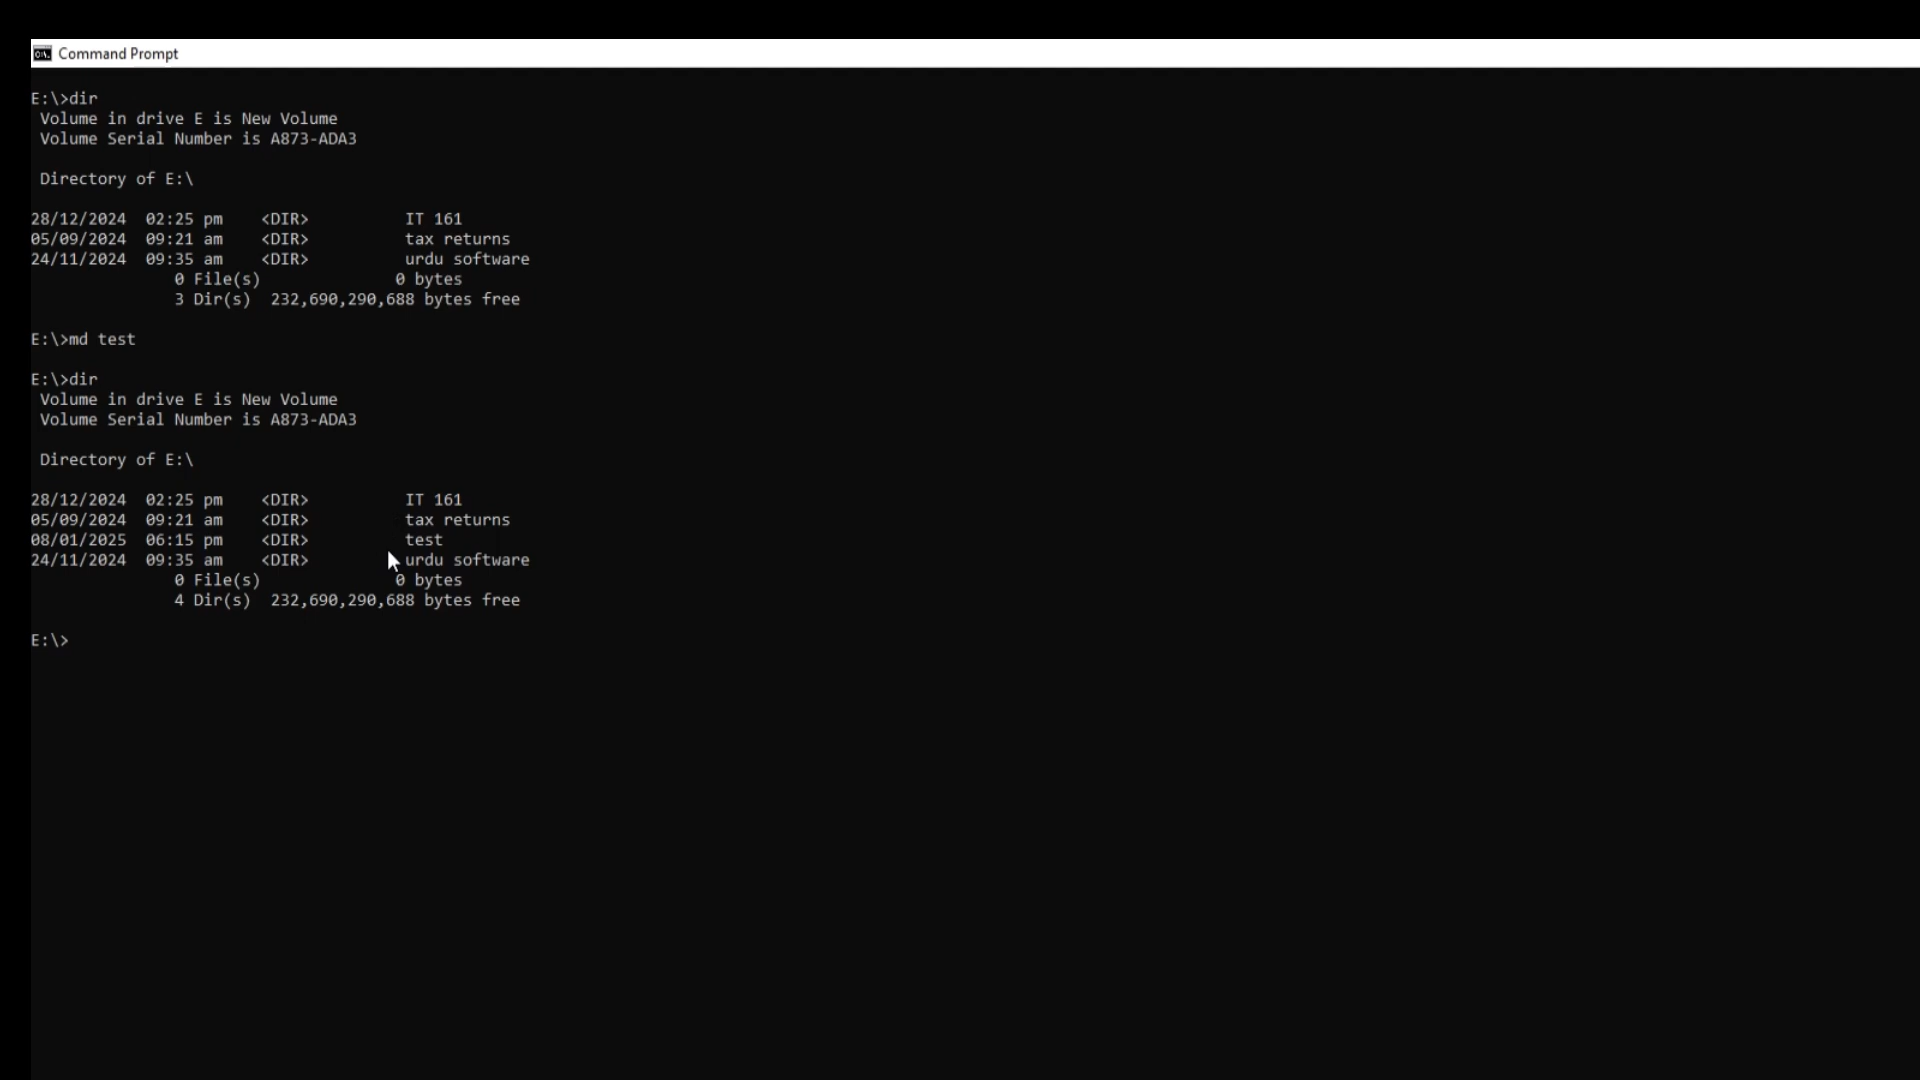 Command Prompt
E:\>dir
 Volume in drive E is New Volume
 Volume Serial Number is A873-ADA3
 Directory of E:\
28/12/2024  02:25 pm    <DIR>          IT 161
05/09/2024  09:21 am    <DIR>          tax returns
24/11/2024  09:35 am    <DIR>          urdu software
               0 File(s)              0 bytes
               3 Dir(s)  232,690,290,688 bytes free
E:\>md test
E:\>dir
 Volume in drive E is New Volume
 Volume Serial Number is A873-ADA3
 Directory of E:\
28/12/2024  02:25 pm    <DIR>          IT 161
05/09/2024  09:21 am    <DIR>          tax returns
08/01/2025  06:15 pm    <DIR>          test
24/11/2024  09:35 am    <DIR>          urdu software
               0 File(s)              0 bytes
               4 Dir(s)  232,690,290,688 bytes free
E:\>